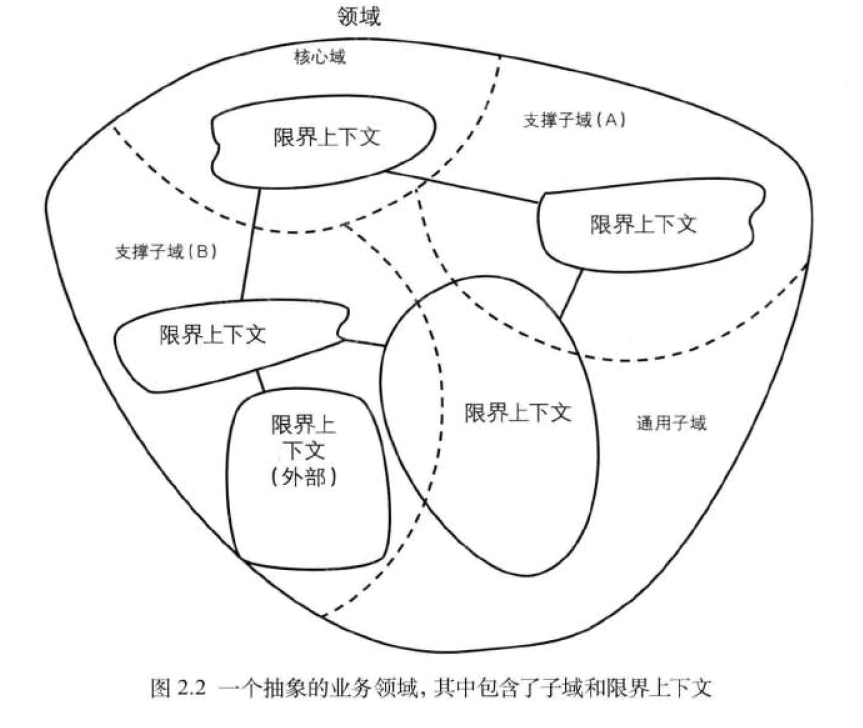 领域
核心域
限界上下文
支撑子域(A)
限界上下文
支撑子域(B)
限界上下文
限界上
下文
(外部)
限界上下文
通用子域
图 2.2 一个抽象的业务领域,其中包含了子域和限界上下文